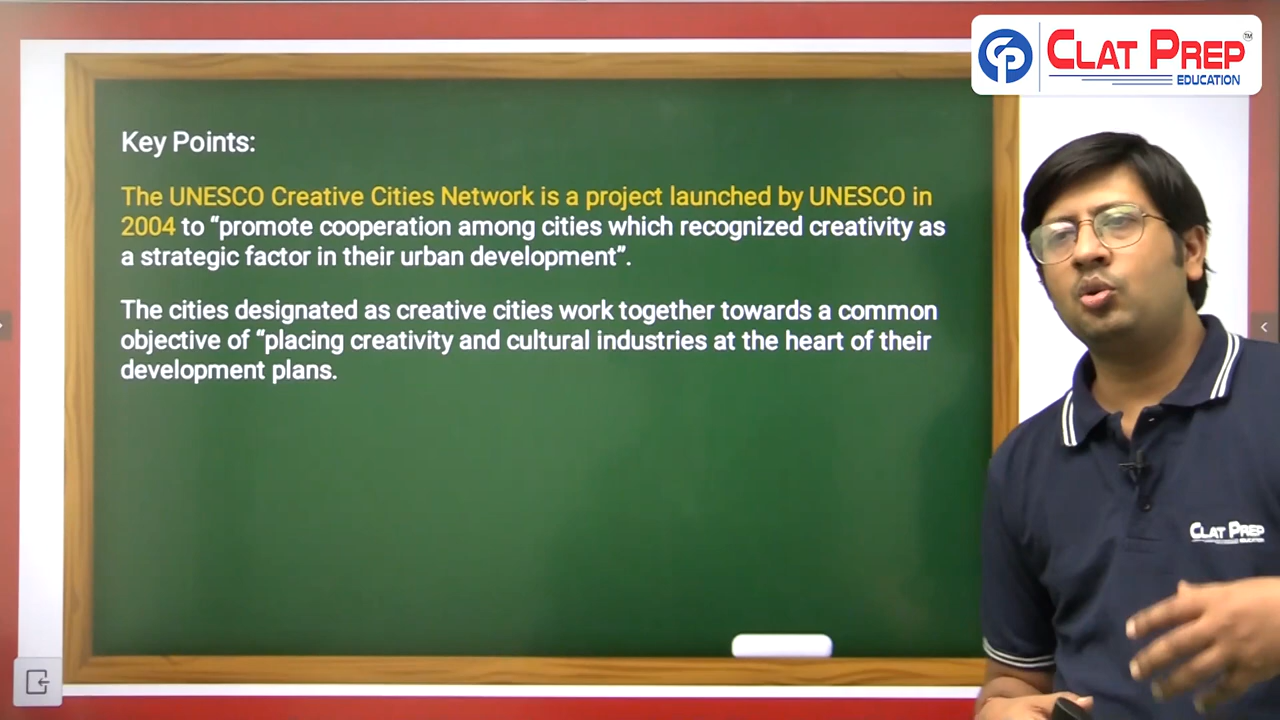 CLAT PREP
TM
EDUCATION
Key Points:
The UNESCO Creative Cities Network is a project launched by UNESCO in
2004 to “promote cooperation among cities which recognized creativity as
a strategic factor in their urban development”.
The cities designated as creative cities work together towards a common
objective of “placing creativity and cultural industries at the heart of their
development plans.
CLAT PREP
EDUCATION